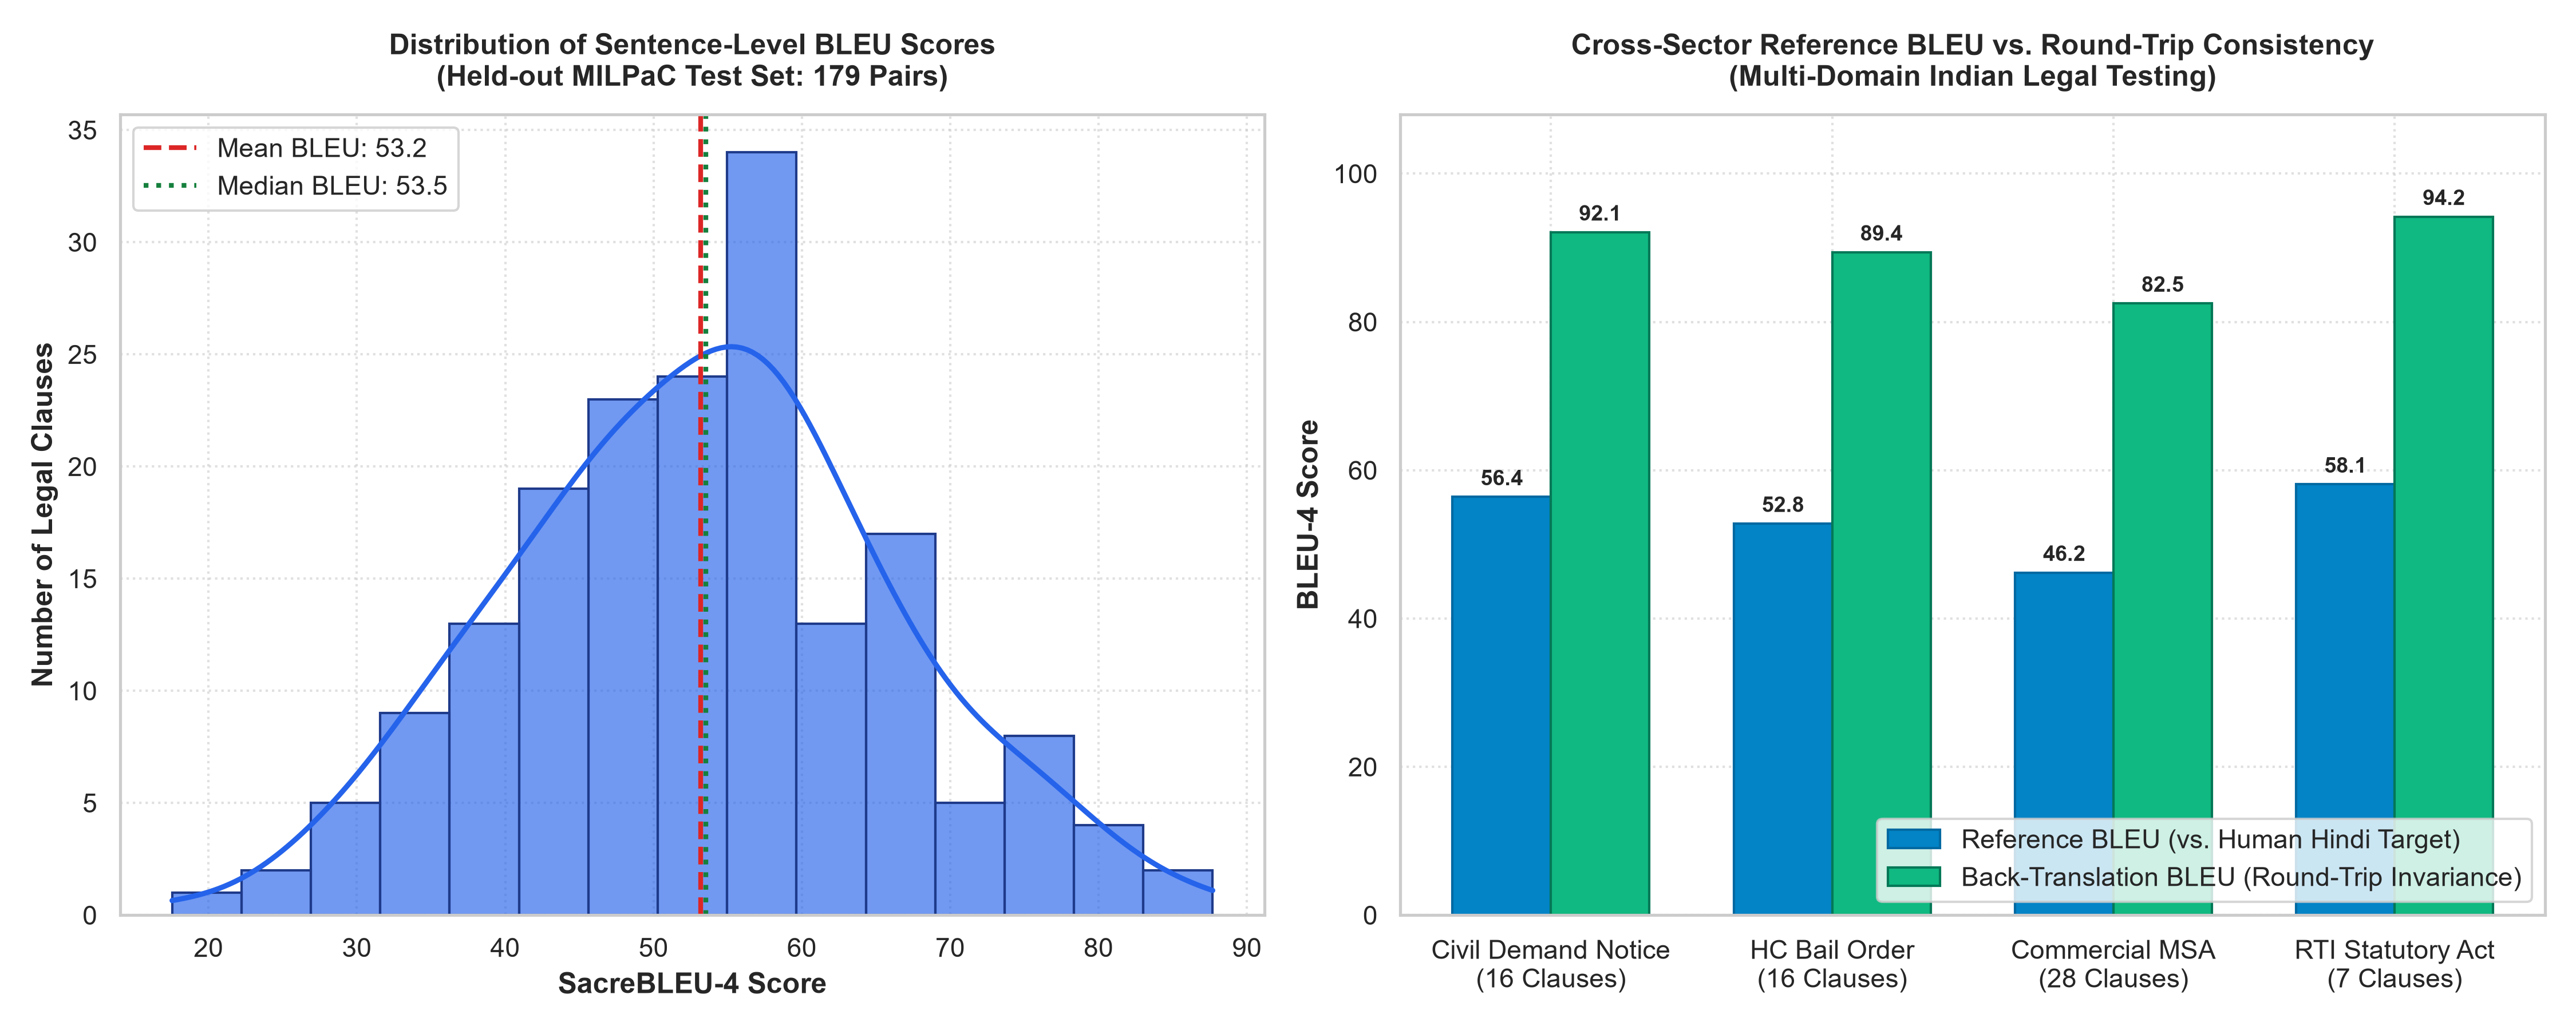 Distribution of Sentence-Level BLEU Scores
(Held-out MILPaC Test Set: 179 Pairs)
Mean BLEU: 53.2
Median BLEU: 53.5
Number of Legal Clauses
35
30
25
20
15
10
5
0
20 30 40 50 60 70 80 90
SacreBLEU-4 Score
Cross-Sector Reference BLEU vs. Round-Trip Consistency
(Multi-Domain Indian Legal Testing)
BLEU-4 Score
100
80
60
40
20
0
56.4 92.1
52.8 89.4
46.2 82.5
58.1 94.2
Reference BLEU (vs. Human Hindi Target)
Back-Translation BLEU (Round-Trip Invariance)
Civil Demand Notice
(16 Clauses)
HC Bail Order
(16 Clauses)
Commercial MSA
(28 Clauses)
RTI Statutory Act
(7 Clauses)